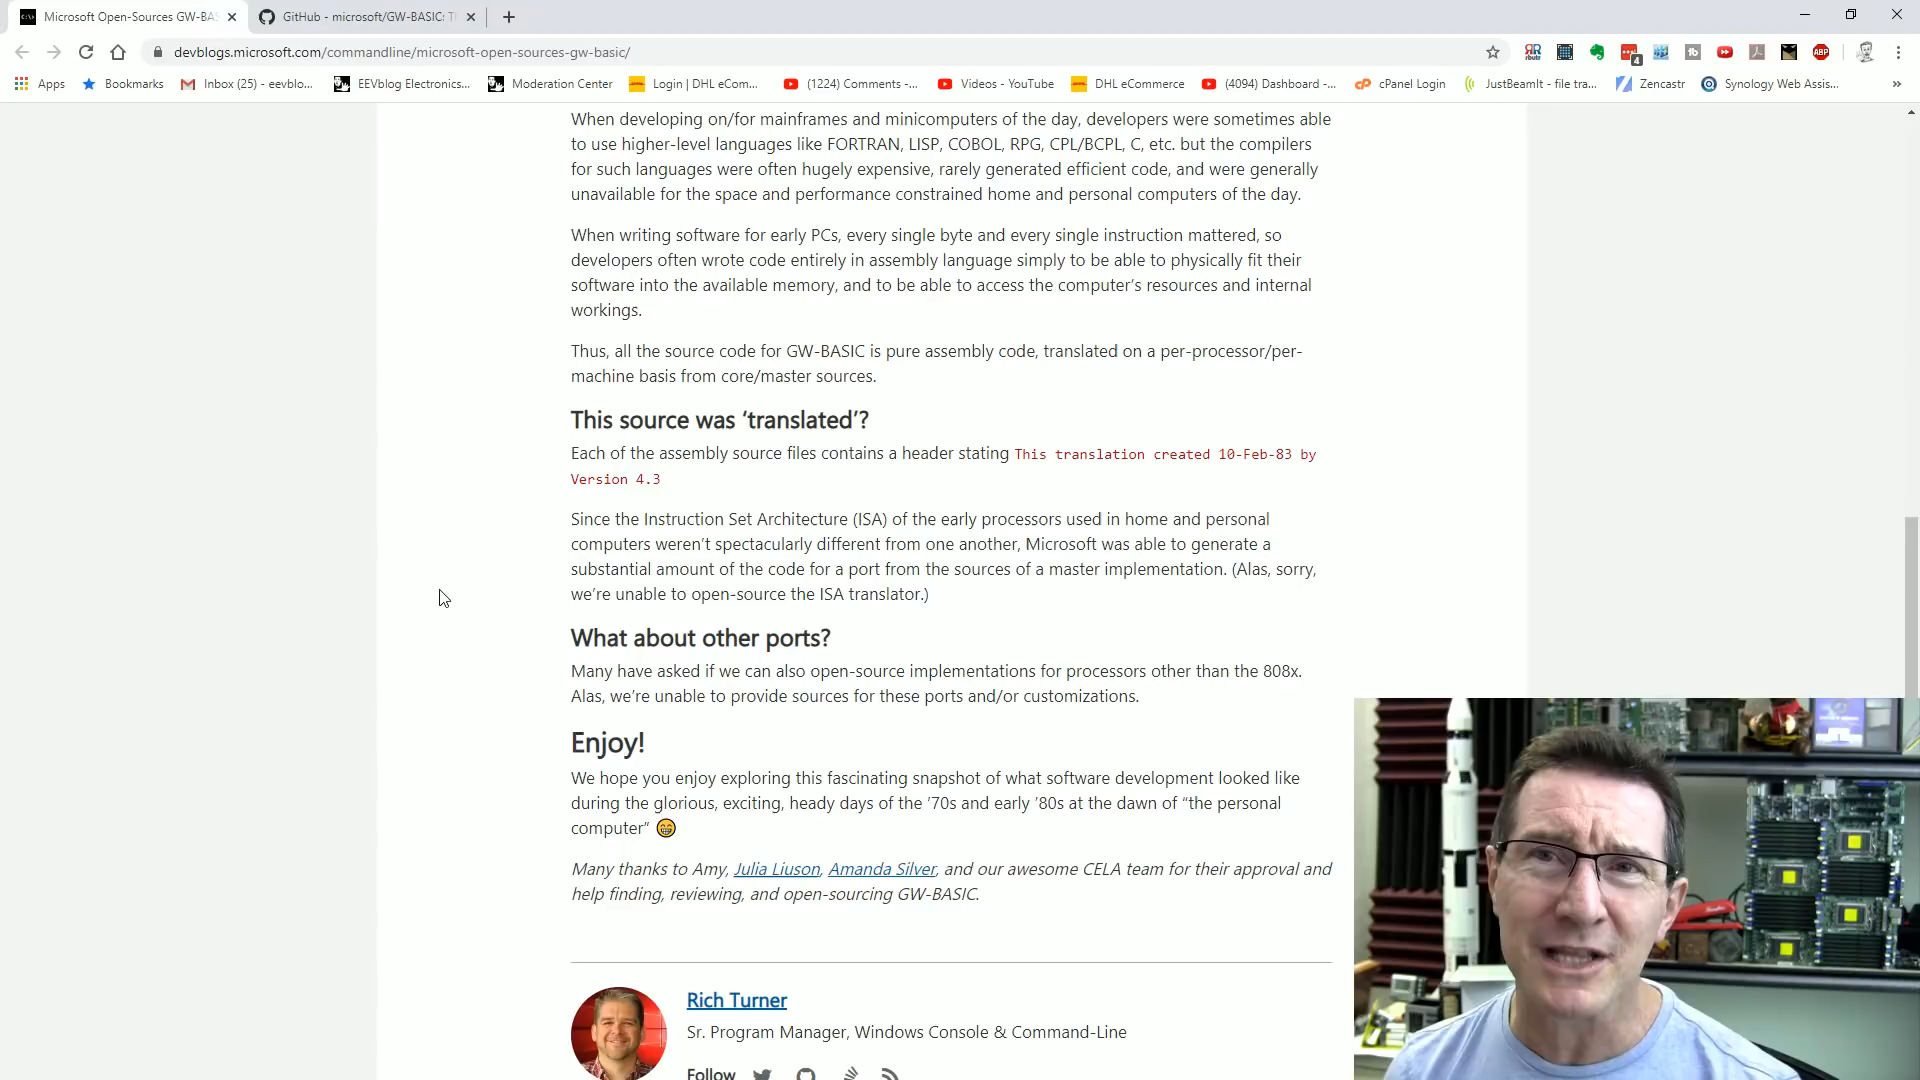 Microsoft Open-Sources GW-BAS
GitHub - microsoft/GW-BASIC: T
devblogs.microsoft.com/commandline/microsoft-open-sources-gw-basic/
Apps
Bookmarks
Inbox (25) - eevblo...
EEVblog Electronics...
Moderation Center
Login | DHL eCom...
(1224) Comments -...
Videos - YouTube
DHL eCommerce
(4094) Dashboard -...
cPanel Login
JustBeamIt - file tra...
Zencastr
Synology Web Assis...
When developing on/for mainframes and minicomputers of the day, developers were sometimes able
to use higher-level languages like FORTRAN, LISP, COBOL, RPG, CPL/BCPL, C, etc. but the compilers
for such languages were often hugely expensive, rarely generated efficient code, and were generally
unavailable for the space and performance constrained home and personal computers of the day.
When writing software for early PCs, every single byte and every single instruction mattered, so
developers often wrote code entirely in assembly language simply to be able to physically fit their
software into the available memory, and to be able to access the computer's resources and internal
workings.
Thus, all the source code for GW-BASIC is pure assembly code, translated on a per-processor/per-
machine basis from core/master sources.
This source was ‘translated’?
Each of the assembly source files contains a header stating This translation created 10-Feb-83 by
Version 4.3
Since the Instruction Set Architecture (ISA) of the early processors used in home and personal
computers weren't spectacularly different from one another, Microsoft was able to generate a
substantial amount of the code for a port from the sources of a master implementation. (Alas, sorry,
we're unable to open-source the ISA translator.)
What about other ports?
Many have asked if we can also open-source implementations for processors other than the 808x.
Alas, we're unable to provide sources for these ports and/or customizations.
Enjoy!
We hope you enjoy exploring this fascinating snapshot of what software development looked like
during the glorious, exciting, heady days of the '70s and early '80s at the dawn of “the personal
computer” 😁
Many thanks to Amy, Julia Liuson, Amanda Silver, and our awesome CELA team for their approval and
help finding, reviewing, and open-sourcing GW-BASIC.
Rich Turner
Sr. Program Manager, Windows Console & Command-Line
Follow